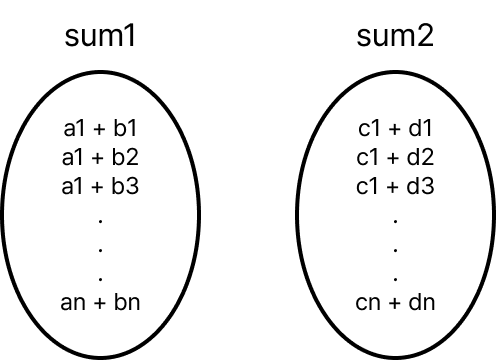 sum1
a1 + b1
a1 + b2
a1 + b3
.
.
.
an + bn
sum2
c1 + d1
c1 + d2
c1 + d3
.
.
.
cn + dn